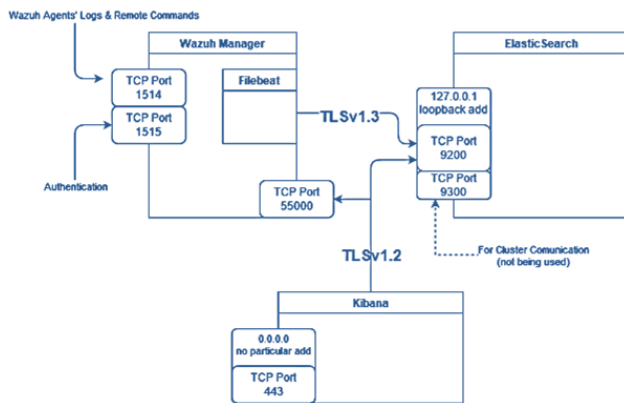 Wazuh Agents' Logs & Remote Commands
Wazuh Manager
Filebeat
TCP Port
1514
TCP Port
1515
Authentication
TCP Port
55000
TLSv1.3
TLSv1.2
ElasticSearch
127.0.0.1
loopback add
TCP Port
9200
TCP Port
9300
For Cluster Comunication
(not being used)
Kibana
0.0.0.0
no particular add
TCP Port
443